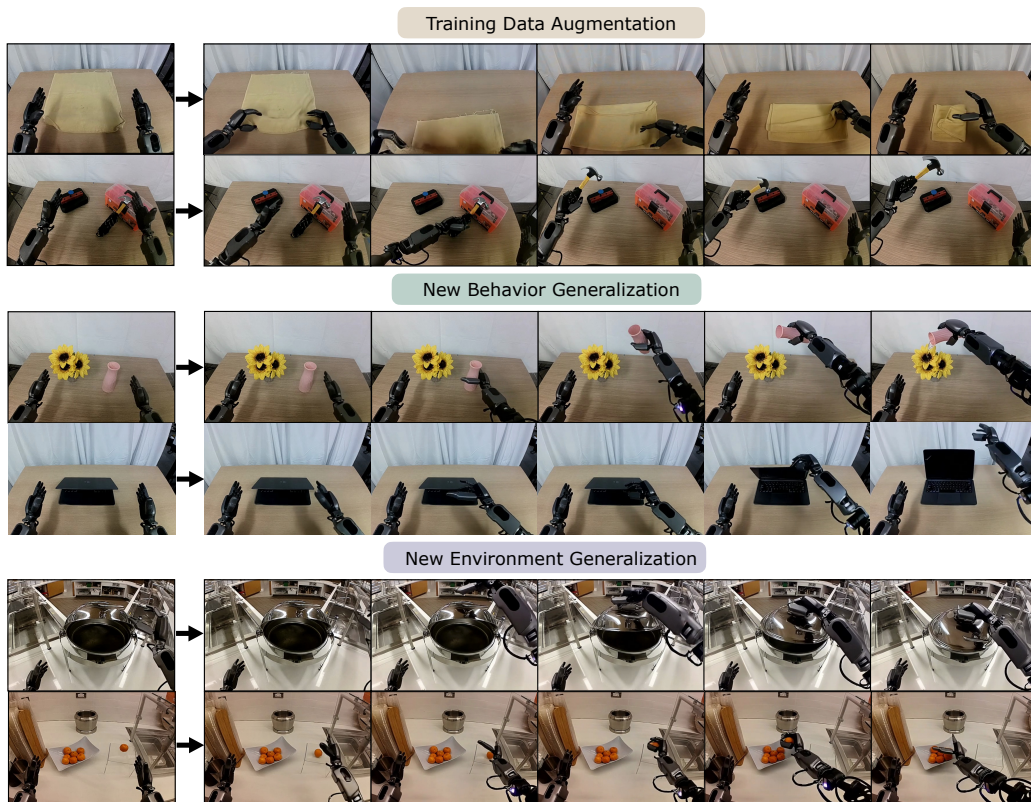 Training Data Augmentation
New Behavior Generalization
New Environment Generalization